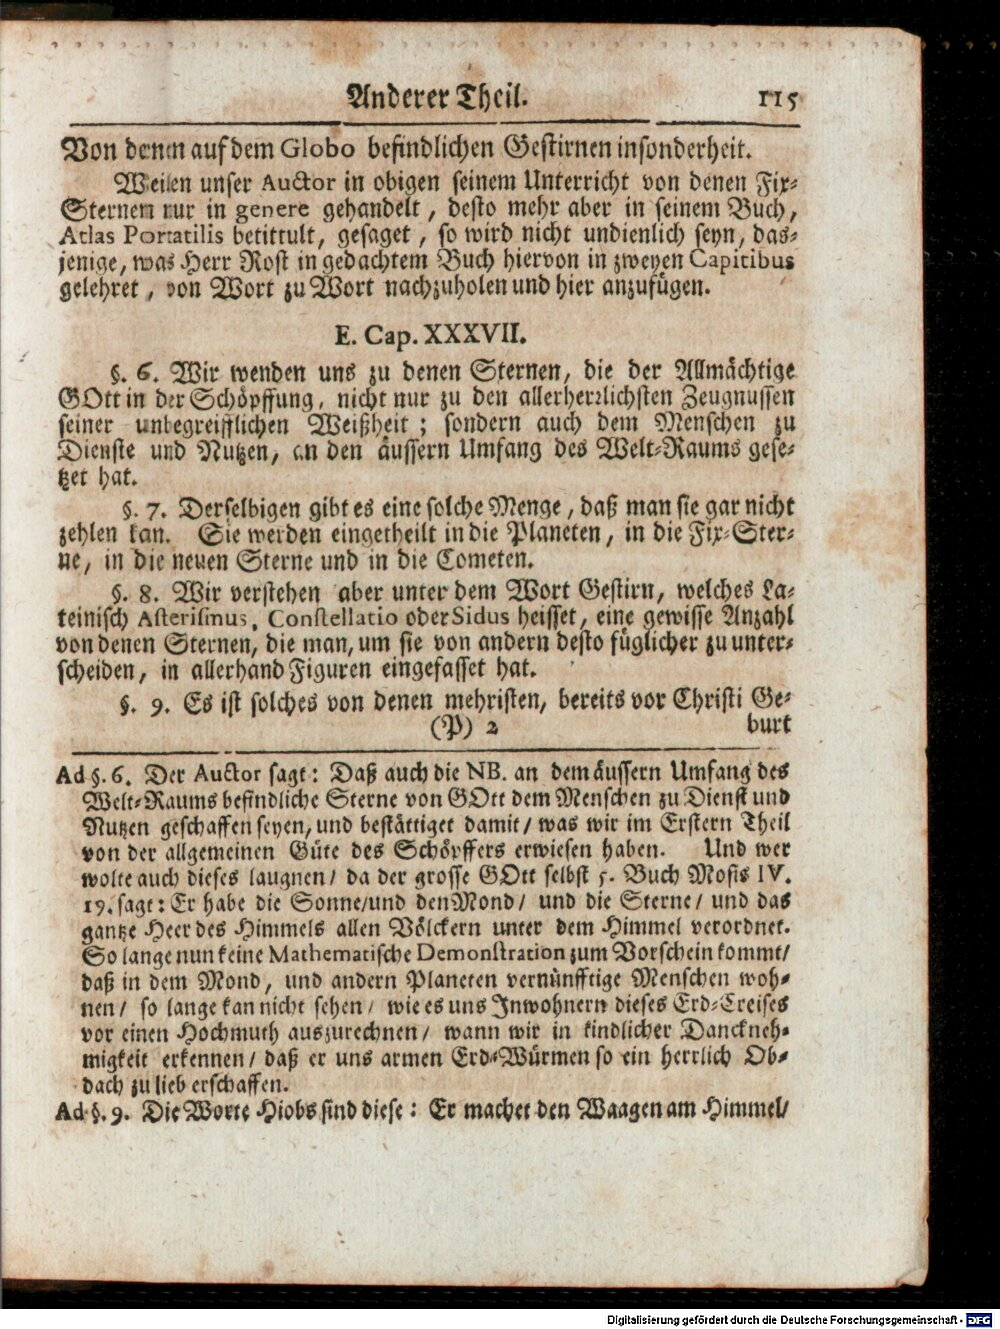 Anderer Theil. 115
Von denen auf dem Globo befindlichen Gestirnen insonderheit.
Weilen unser Auctor in obigen seinem Unterricht von denen Fix-
Sternen nur in genere gehandelt, desto mehr aber in seinem Buch,
Atlas Portatilis betittult, gesaget, so wird nicht undienlich seyn, das-
jenige, was Herr Rost in gedachtem Buch hiervon in zweyen Capitibus
gelehret, von Wort zu Wort nachzuholen und hier anzufügen.
E. Cap. XXXVII.
§. 6. Wir wenden uns zu denen Sternen, die der Allmächtige
GOtt in der Schöpffung, nicht nur zu den allerherrlichsten Zeugnussen
seiner unbegreifflichen Weißheit; sondern auch dem Menschen zu
Dienste und Nutzen, an den äussern Umfang des Welt-Raums gese-
tzet hat.
§. 7. Derselbigen gibt es eine solche Menge, daß man sie gar nicht
zehlen kan. Sie werden eingetheilt in die Planeten, in die Fix-Ster-
ne, in die neuen Sterne und in die Cometen.
§. 8. Wir verstehen aber unter dem Wort Gestirn, welches La-
teinisch Asterismus, Constellatio oder Sidus heisset, eine gewisse Anzahl
von denen Sternen, die man, um sie von andern desto füglicher zu unter-
scheiden, in allerhand Figuren eingefasset hat.
§. 9. Es ist solches von denen mehristen, bereits vor Christi Ge-
(P) 2 burt
Ad §. 6. Der Auctor sagt: Daß auch die NB. an dem äussern Umfang des
Welt-Raums befindliche Sterne von GOtt dem Menschen zu Dienst und
Nutzen geschaffen seyen, und bestättiget damit/ was wir im Erstern Theil
von der allgemeinen Güte des Schöpffers erwiesen haben. Und wer
wolte auch dieses laugnen/ da der grosse GOtt selbst 5. Buch Mosis IV.
19. sagt: Er habe die Sonne/und den Mond/ und die Sterne/ und das
gantze Heer des Himmels allen Völckern unter dem Himmel verordnet.
So lange nun keine Mathematische Demonstration zum Vorschein kommt/
daß in dem Mond, und andern Planeten vernünfftige Menschen woh-
nen/ so lange kan nicht sehen/ wie es uns Inwohnern dieses Erd-Creises
vor einen Hochmuth auszurechnen/ wann wir in kindlicher Danckneh-
migkeit erkennen/ daß er uns armen Erd-Würmen so ein herrlich Ob-
dach zu lieb erschaffen.
Ad §. 9. Die Worte Hiobs sind diese: Er machet den Waagen am Himmel/
Digitalisierung gefördert durch die Deutsche Forschungsgemeinschaft - DFG